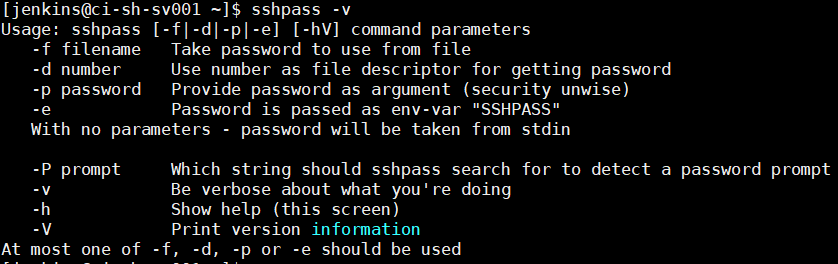 [jenkins@ci-sh-sv001 ~]$ sshpass -v
Usage: sshpass [-f|-d|-p|-e] [-hV] command parameters
   -f filename   Take password to use from file
   -d number     Use number as file descriptor for getting password
   -p password   Provide password as argument (security unwise)
   -e            Password is passed as env-var "SSHPASS"
   With no parameters - password will be taken from stdin

   -P prompt     Which string should sshpass search for to detect a password prompt
   -v            Be verbose about what you're doing
   -h            Show help (this screen)
   -V            Print version information
At most one of -f, -d, -p or -e should be used